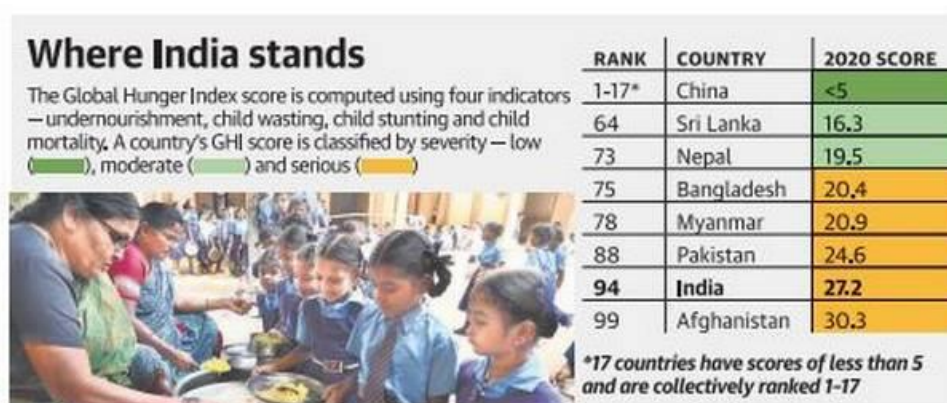 Where India stands
The Global Hunger Index score is computed using four indicators
— undernourishment, child wasting, child stunting and child
mortality. A country's GHI score is classified by severity — low
( ), moderate ( ) and serious ( )
RANK COUNTRY 2020 SCORE
1-17* China <5
64 Sri Lanka 16.3
73 Nepal 19.5
75 Bangladesh 20.4
78 Myanmar 20.9
88 Pakistan 24.6
94 India 27.2
99 Afghanistan 30.3
*17 countries have scores of less than 5
and are collectively ranked 1-17